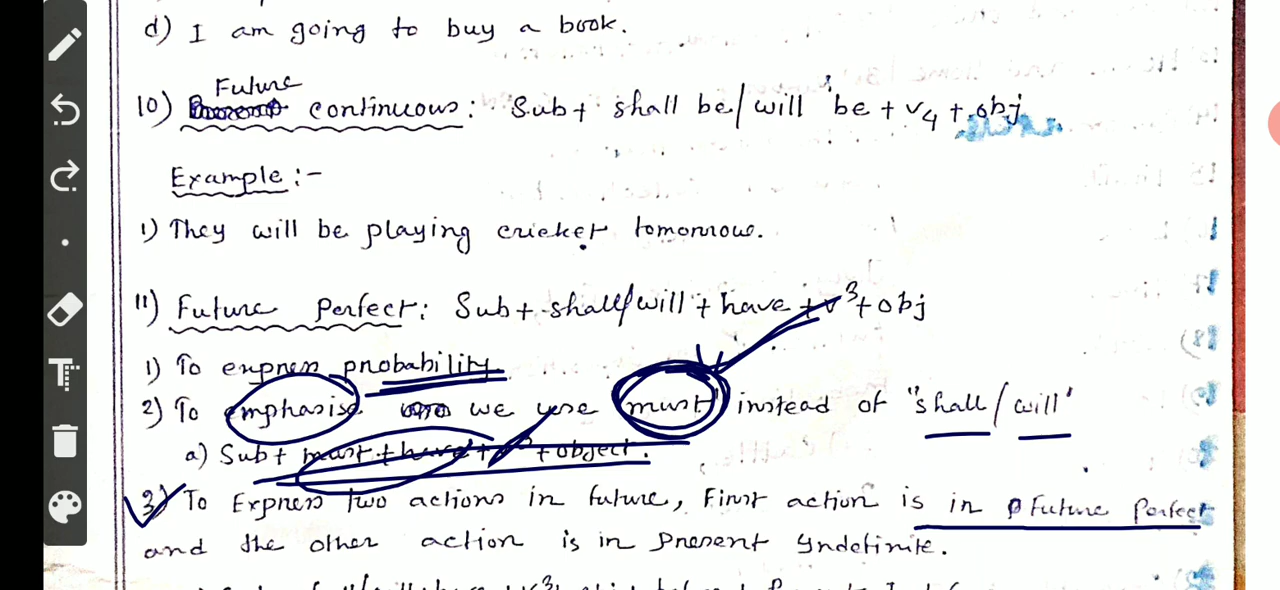 d) I am going to buy a book.
10) Future continuous: Sub + shall be/will be + v4 + obj
Example :-
1) They will be playing cricket tomorrow.
11) Future Perfect: Sub + shall/will + have + v3 + obj
1) To express probability
2) To emphasise we use "must" instead of "shall/will"
a) Sub + must + have + v3 + object.
3) To Express two actions in future, First action is in Future Perfect
and the other action is in Present Indefinite.